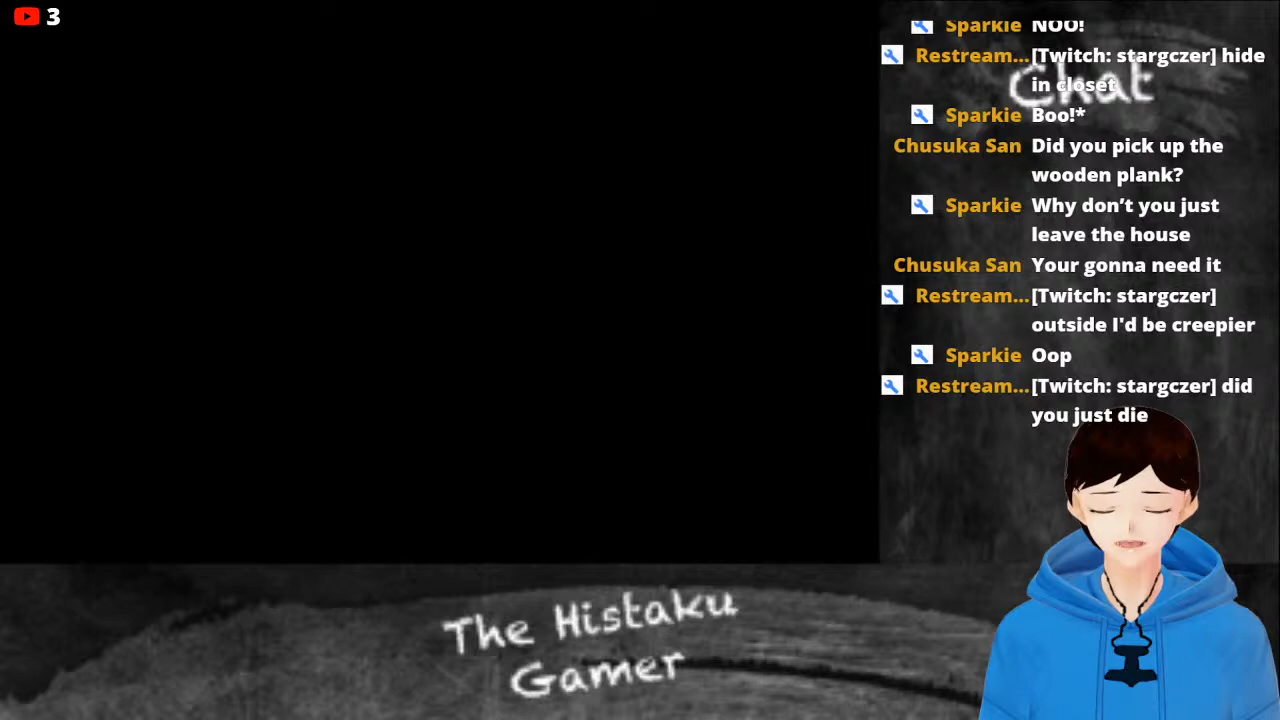 3
Sparkie NOO!
Restream... [Twitch: stargczer] hide
in closet
Chat
Sparkie Boo!*
Chusuka San Did you pick up the
wooden plank?
Sparkie Why don’t you just
leave the house
Chusuka San Your gonna need it
Restream... [Twitch: stargczer]
outside I'd be creepier
Sparkie Oop
Restream... [Twitch: stargczer] did
you just die
The Histaku
Gamer